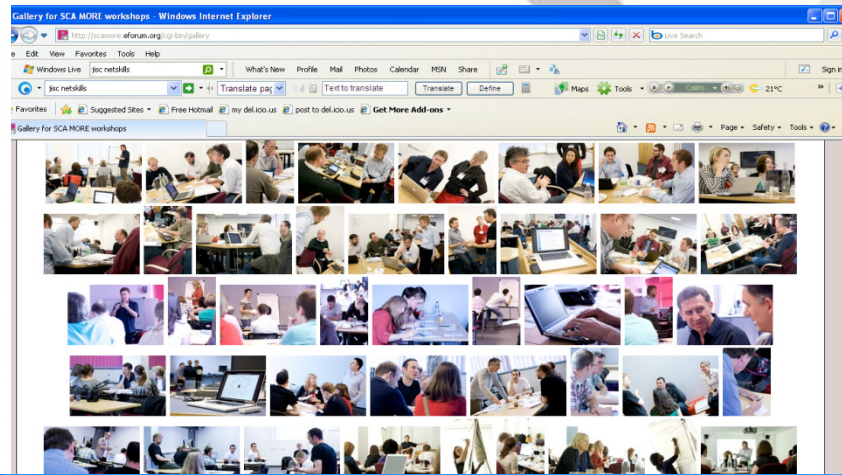 Gallery for SCA MORE workshops - Windows Internet Explorer
http://scamore.eforum.org/cgi-bin/gallery Live Search
Edit View Favorites Tools Help
Windows Live jisc netskills What's New Profile Mail Photos Calendar MSN Share Sign in
jisc netskills Translate pag Text to translate Translate Define Maps Tools 21°C
Favorites Suggested Sites Free Hotmail my del.icio.us post to del.icio.us Get More Add-ons
Gallery for SCA MORE workshops Page Safety Tools